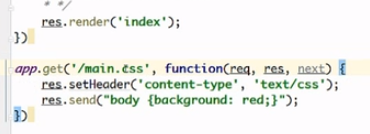 * */
res.render('index');
})
app.get('/main.css', function(req, res, next) {
res.setHeader('content-type', 'text/css');
res.send("body {background: red;}");
})